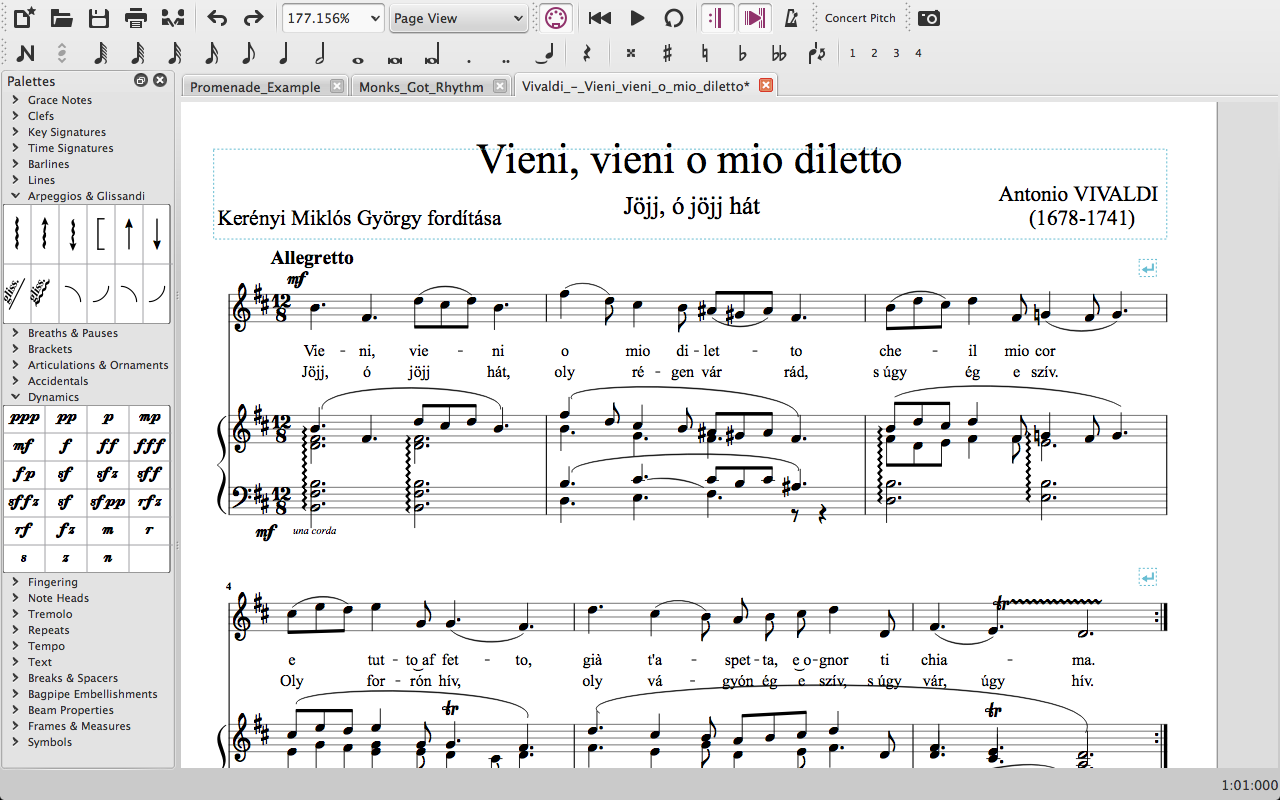 177.156% Page View Concert Pitch
1 2 3 4
Palettes
Promenade_Example Monks_Got_Rhythm Vivaldi_-_Vieni_vieni_o_mio_diletto*
Grace Notes
Clefs
Key Signatures
Time Signatures
Barlines
Lines
Arpeggios & Glissandi
gliss. gliss.
Breaths & Pauses
Brackets
Articulations & Ornaments
Accidentals
Dynamics
ppp pp p mp
mf f ff fff
fp sf sfz sff
sffz sf sfpp rfz
rf fz m r
s z n
Fingering
Note Heads
Tremolo
Repeats
Tempo
Text
Breaks & Spacers
Bagpipe Embellishments
Beam Properties
Frames & Measures
Symbols
Vieni, vieni o mio diletto
Jöjj, ó jöjj hát
Antonio VIVALDI
(1678-1741)
Kerényi Miklós György fordítása
Allegretto
mf
12 8
Vie - ni, vie - ni o mio di - let - to che - il mio cor
Jöjj, ó jöjj hát, oly ré - gen vár rád, s úgy ég e szív.
12 8
12 8
mf una corda
4
tr
e tut - to af fet - to, già t'a - spet - ta, e o - gnor ti chia - ma.
Oly for - rón hív, oly vá - gyón ég e szív, s úgy vár, úgy hív.
tr tr
1:01:000